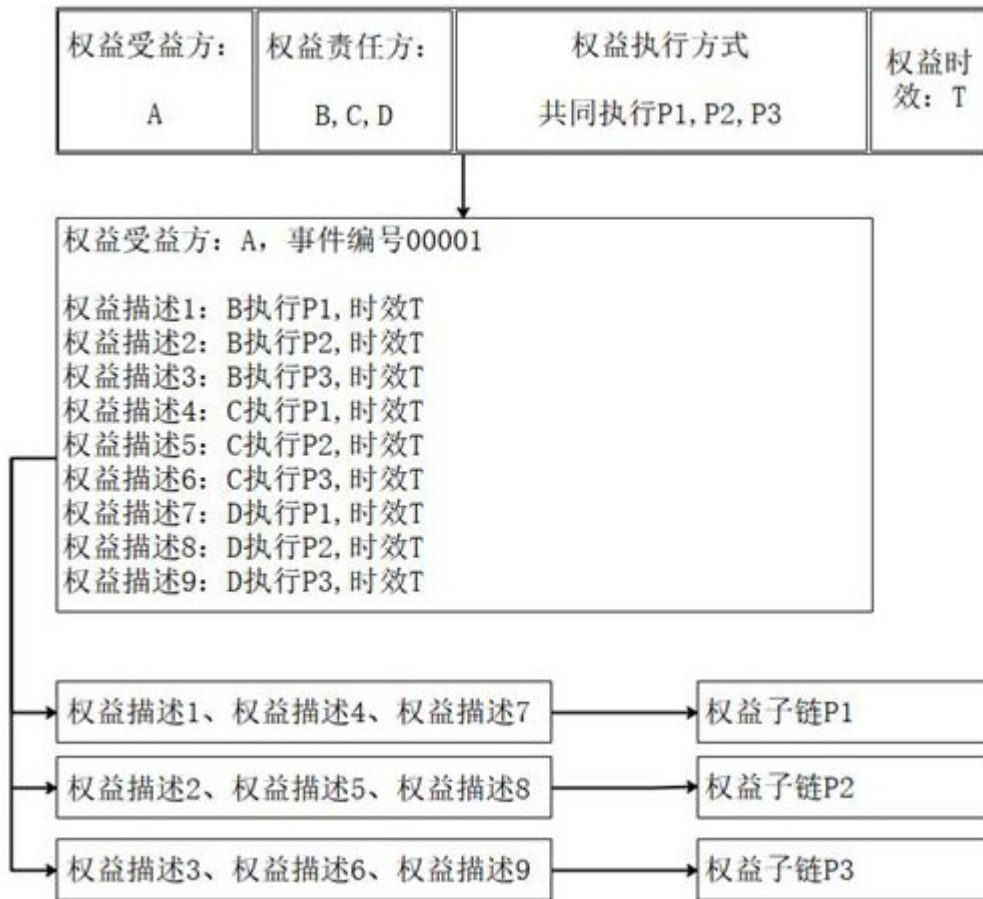 权益受益方：
A
权益责任方：
B,C,D
权益执行方式
共同执行P1,P2,P3
权益时
效：T
权益受益方：A，事件编号00001
权益描述1：B执行P1,时效T
权益描述2：B执行P2,时效T
权益描述3：B执行P3,时效T
权益描述4：C执行P1,时效T
权益描述5：C执行P2,时效T
权益描述6：C执行P3,时效T
权益描述7：D执行P1,时效T
权益描述8：D执行P2,时效T
权益描述9：D执行P3,时效T
权益描述1、权益描述4、权益描述7
权益子链P1
权益描述2、权益描述5、权益描述8
权益子链P2
权益描述3、权益描述6、权益描述9
权益子链P3